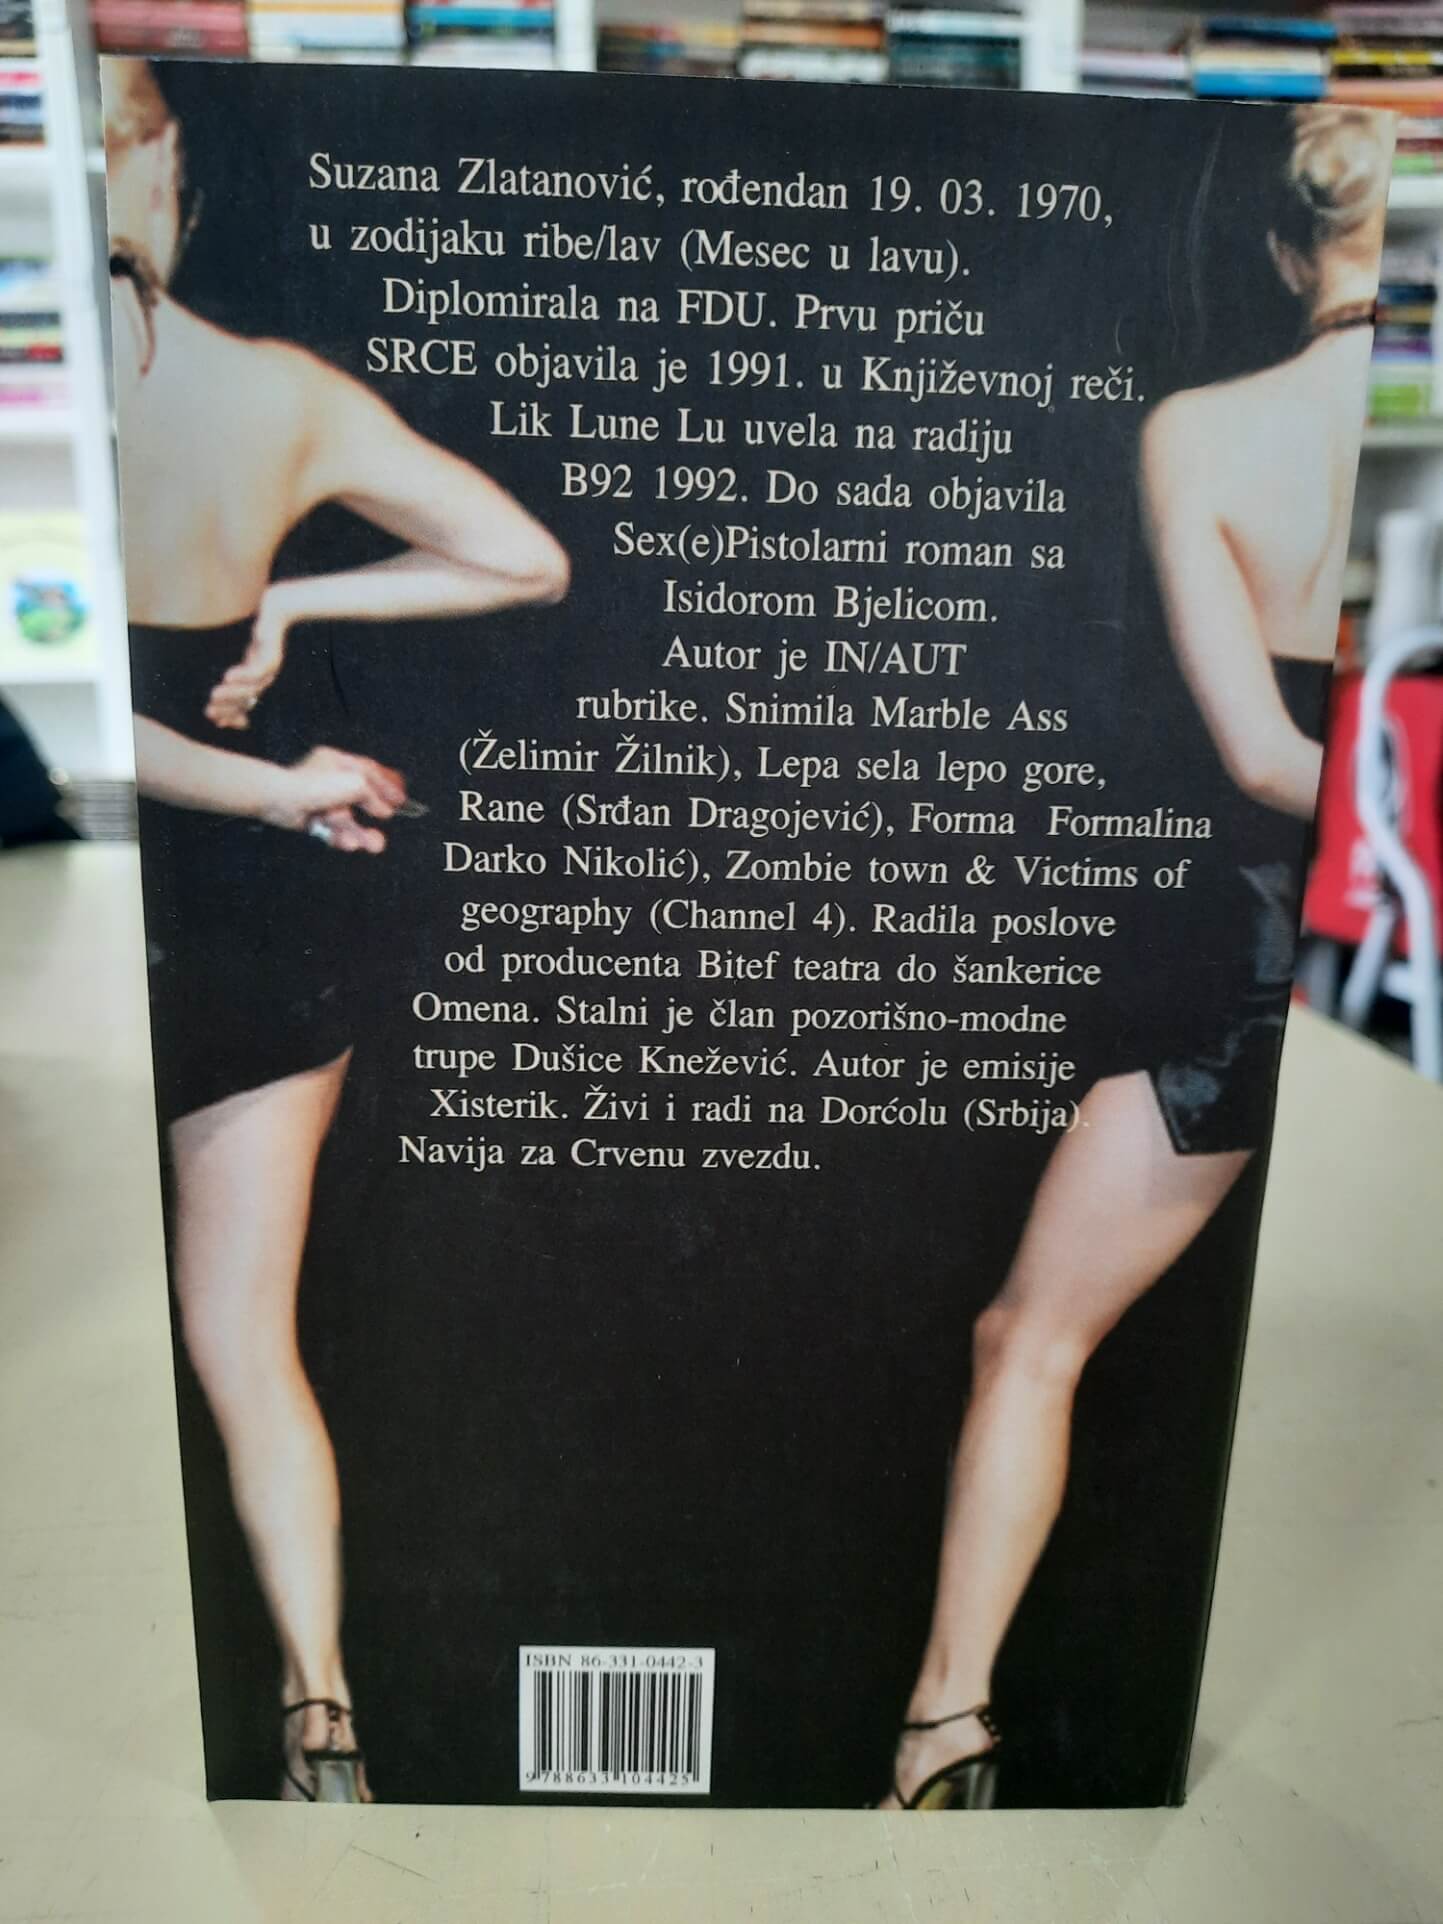 Suzana Zlatanović, rođendan 19. 03. 1970,
u zodijaku ribe/lav (Mesec u lavu).
Diplomirala na FDU. Prvu priču
SRCE objavila je 1991. u Književnoj reči.
Lik Lune Lu uvela na radiju
B92 1992. Do sada objavila
Sex(e)Pistolarni roman sa
Isidorom Bjelicom.
Autor je IN/AUT
rubrike. Snimila Marble Ass
(Želimir Žilnik), Lepa sela lepo gore,
Rane (Srđan Dragojević), Forma Formalina
Darko Nikolić), Zombie town & Victims of
geography (Channel 4). Radila poslove
od producenta Bitef teatra do šankerice
Omena. Stalni je član pozorišno-modne
trupe Dušice Knežević. Autor je emisije
Xisterik. Živi i radi na Dorćolu (Srbija).
Navija za Crvenu zvezdu.
ISBN 86-331-0442-3
9788633104425